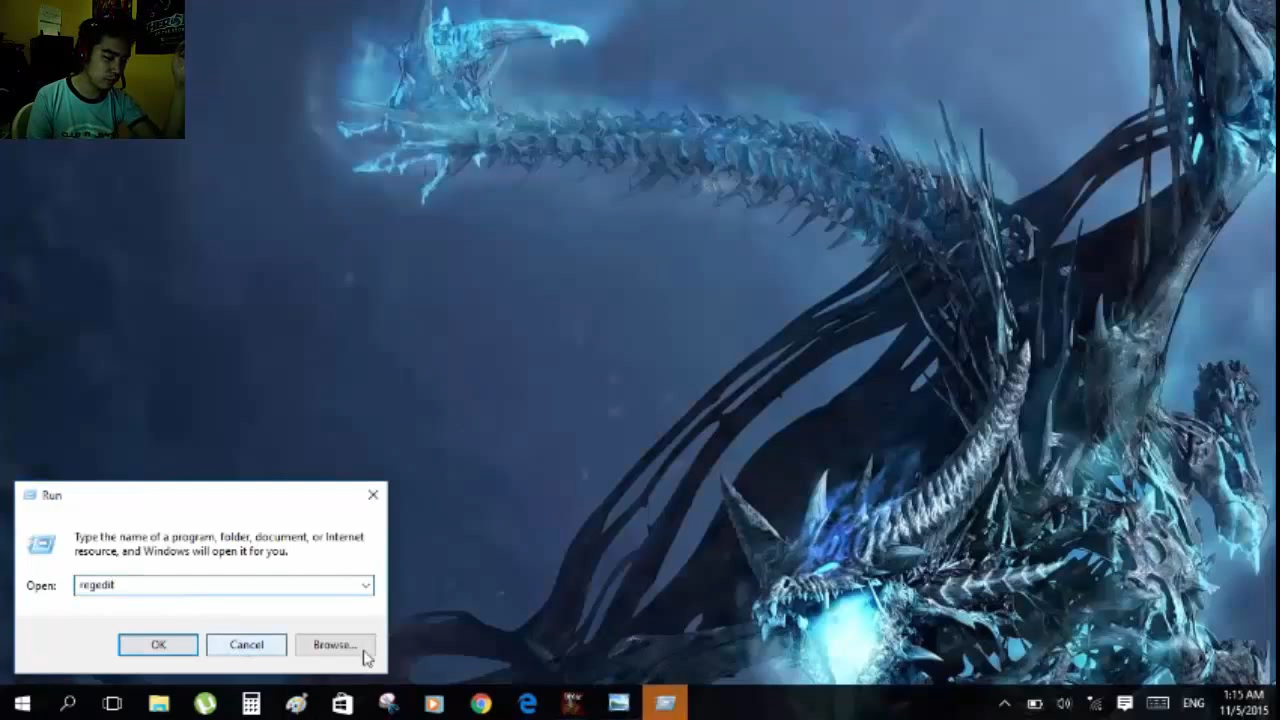 Run
Type the name of a program, folder, document, or Internet
resource, and Windows will open it for you.
Open:
regedit
OK
Cancel
Browse...
ENG
1:15 AM
11/5/2015